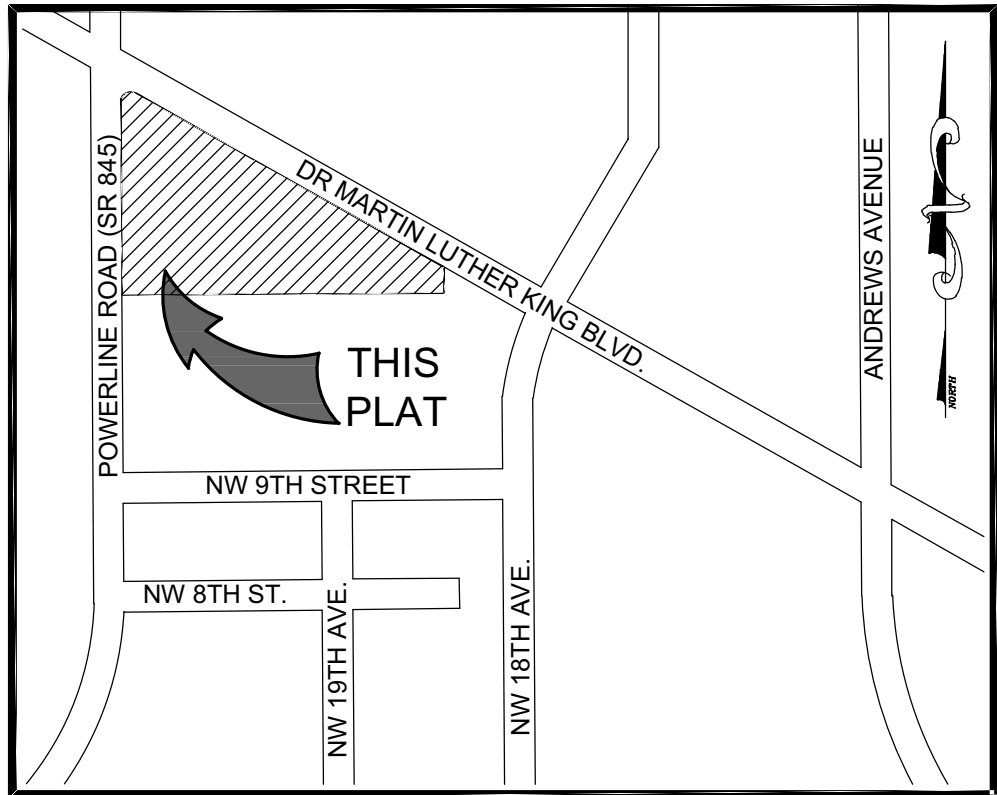 POWERLINE ROAD (SR 845)
DR MARTIN LUTHER KING BLVD.
ANDREWS AVENUE
NORTH
THIS
PLAT
NW 9TH STREET
NW 8TH ST.
NW 19TH AVE.
NW 18TH AVE.